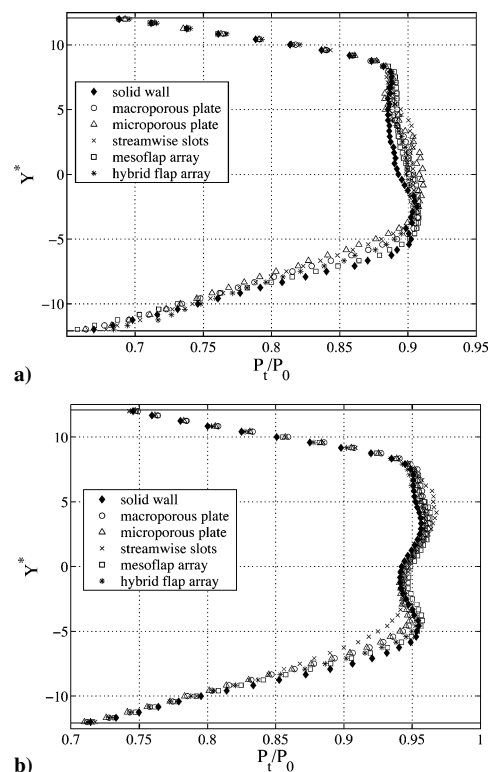 a)
10
5
0
−5
−10
Y*
solid wall
macroporous plate
microporous plate
streamwise slots
mesoflap array
hybrid flap array
0.7 0.75 0.8 0.85 0.9 0.95
Pt/P0
b)
10
5
0
−5
−10
Y*
solid wall
macroporous plate
microporous plate
streamwise slots
mesoflap array
hybrid flap array
0.7 0.75 0.8 0.85 0.9 0.95 1
Pt/P0